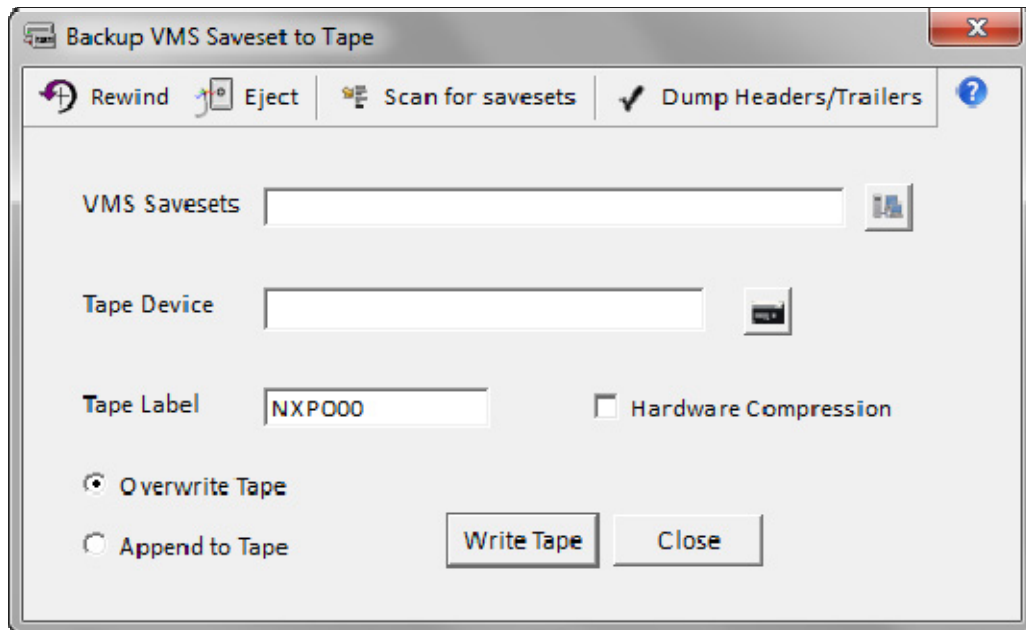 Backup VMS Saveset to Tape
Rewind Eject Scan for savesets Dump Headers/Trailers ?
VMS Savesets
Tape Device
Tape Label NXPO00 Hardware Compression
Overwrite Tape
Append to Tape Write Tape Close